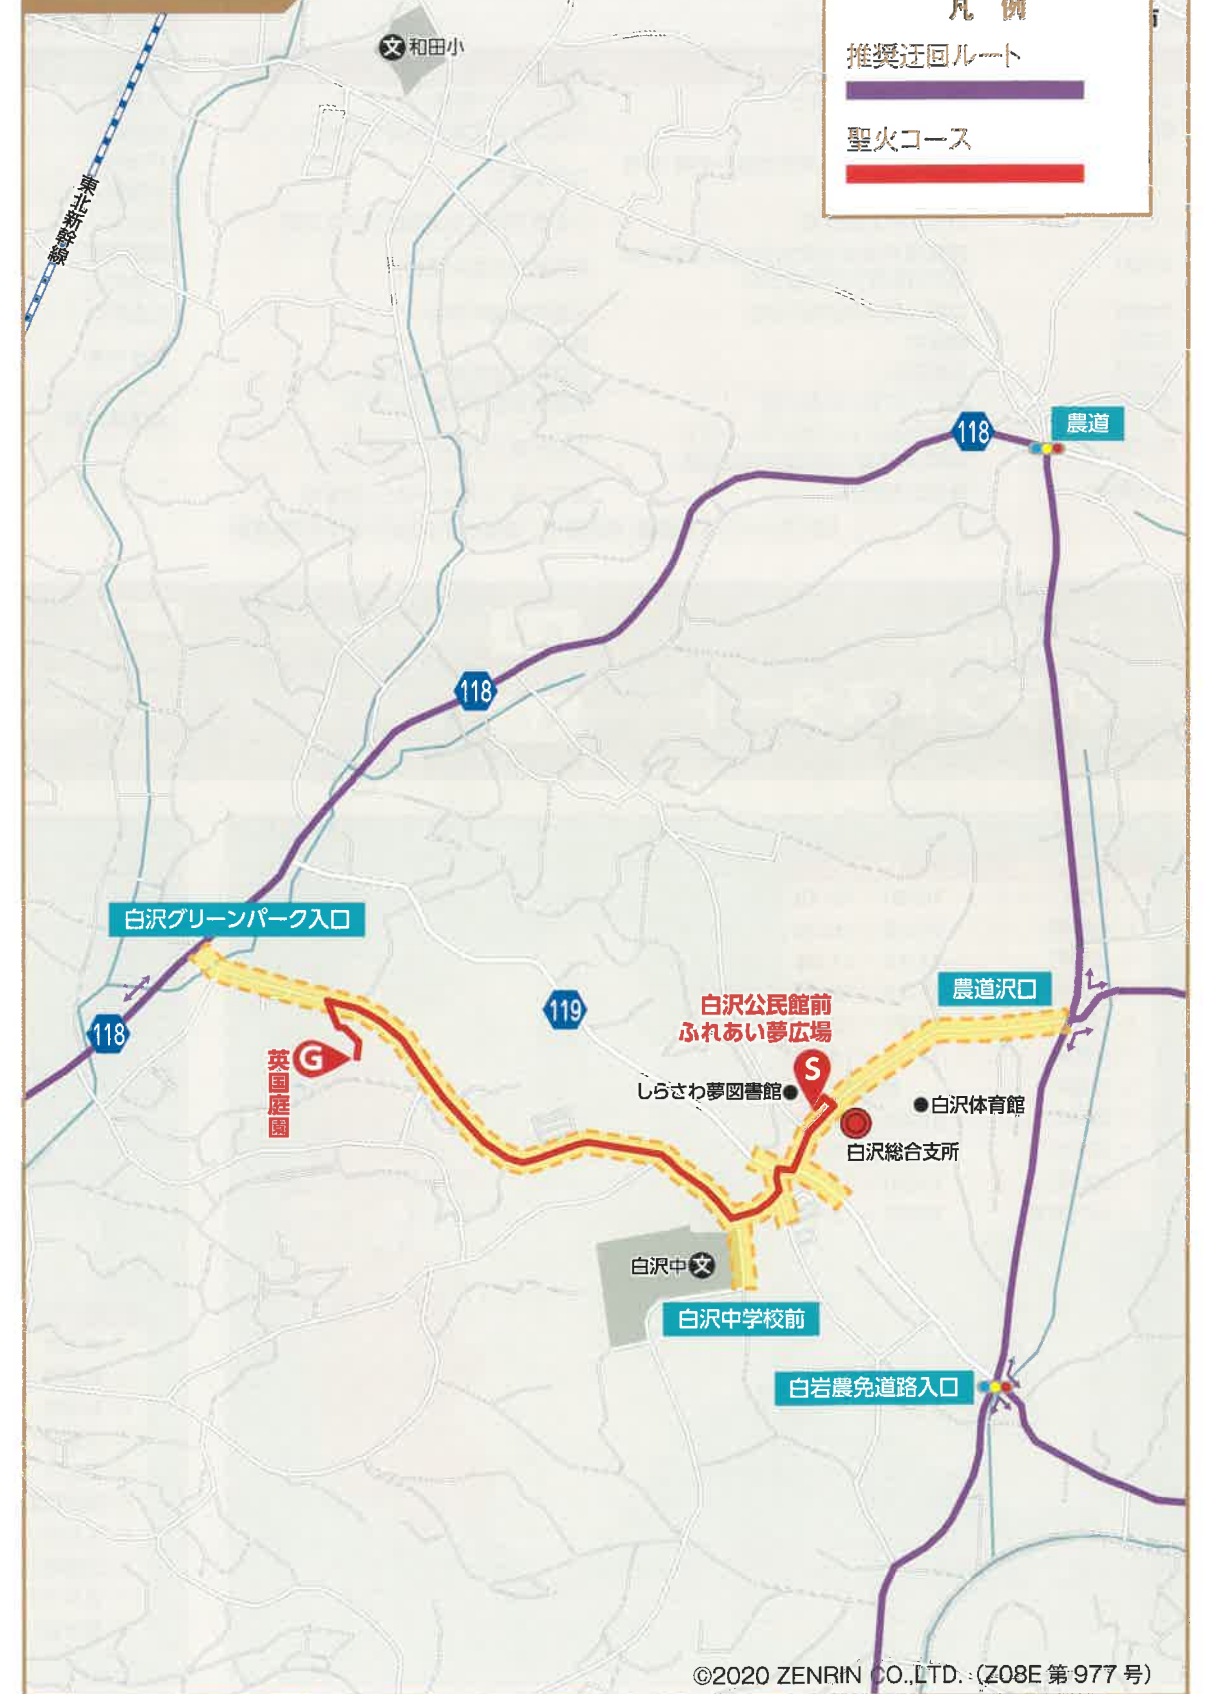 凡 例
推奨迂回ルート
聖火コース
文
和田小
東北新幹線
118
農道
118
白沢グリーンパーク入口
118
119
白沢公民館前
ふれあい夢広場
農道沢口
G
英国庭園
S
しらさわ夢図書館
白沢体育館
白沢総合支所
白沢中
文
白沢中学校前
白岩農免道路入口
©2020 ZENRIN CO.,LTD.(Z08E 第 977 号)